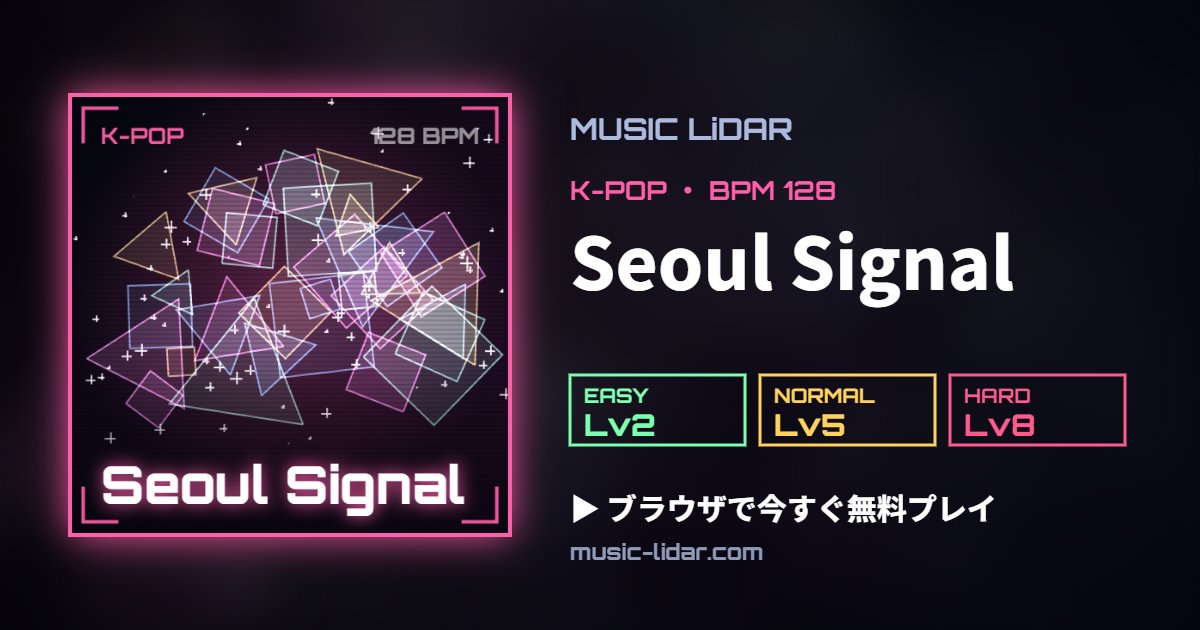 K-POP
128 BPM
Seoul Signal
MUSIC LiDAR
K-POP • BPM 128
Seoul Signal
EASY
Lv2
NORMAL
Lv5
HARD
Lv8
▶ ブラウザで今すぐ無料プレイ
music-lidar.com